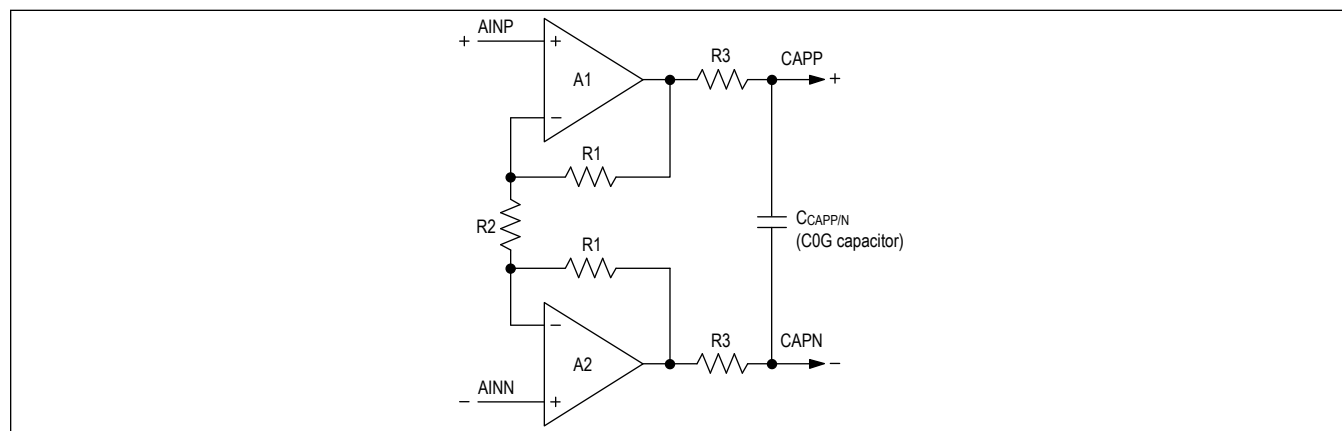 + AINP
+
A1
−
R3
CAPP
+
R1
R2
CCAPP/N
(C0G capacitor)
R1
−
A2
+
R3
CAPN
−
− AINN